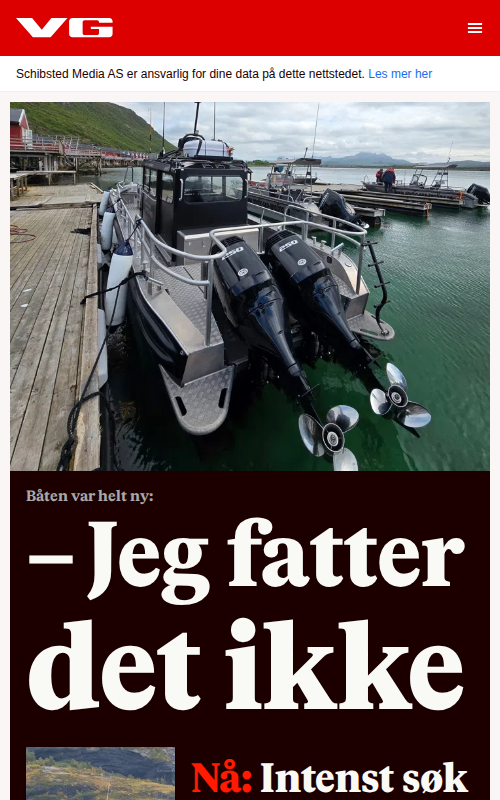 VG
Schibsted Media AS er ansvarlig for dine data på dette nettstedet. Les mer her
250
250
Båten var helt ny:
– Jeg fatter
det ikke
Nå: Intenst søk